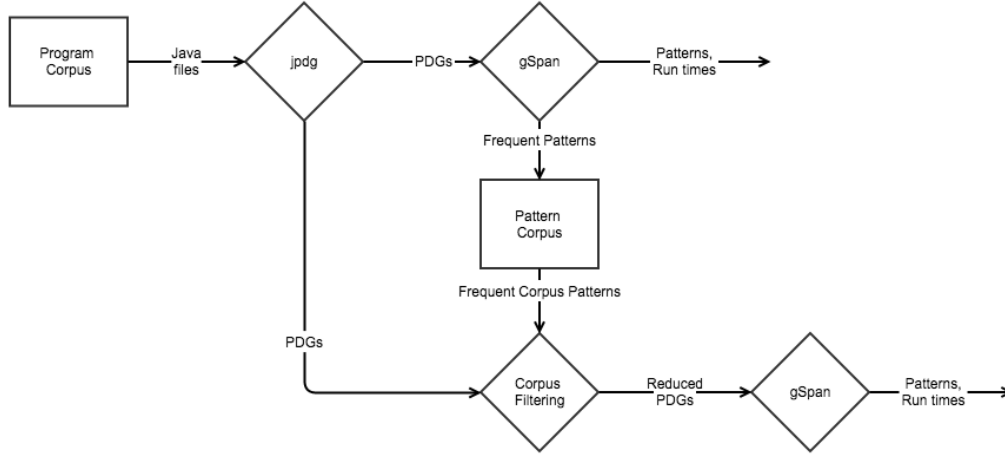 Program
Corpus
Java
files
jpdg
PDGs
gSpan
Patterns,
Run times
Frequent Patterns
Pattern
Corpus
Frequent Corpus Patterns
PDGs
Corpus
Filtering
Reduced
PDGs
gSpan
Patterns,
Run times